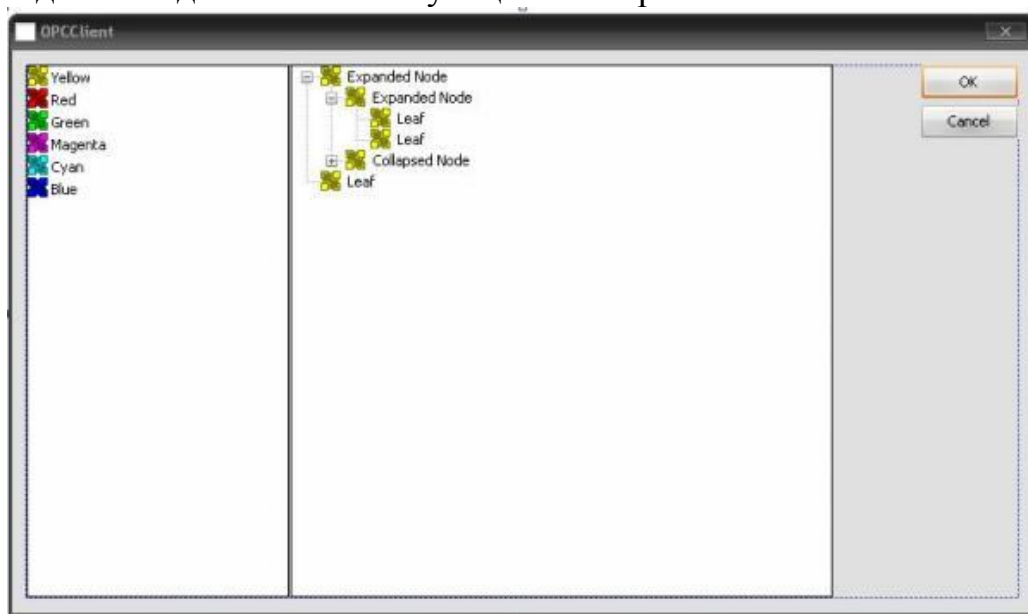 OPCClient
Yellow
Red
Green
Magenta
Cyan
Blue
Expanded Node
Expanded Node
Leaf
Leaf
Collapsed Node
Leaf
OK
Cancel